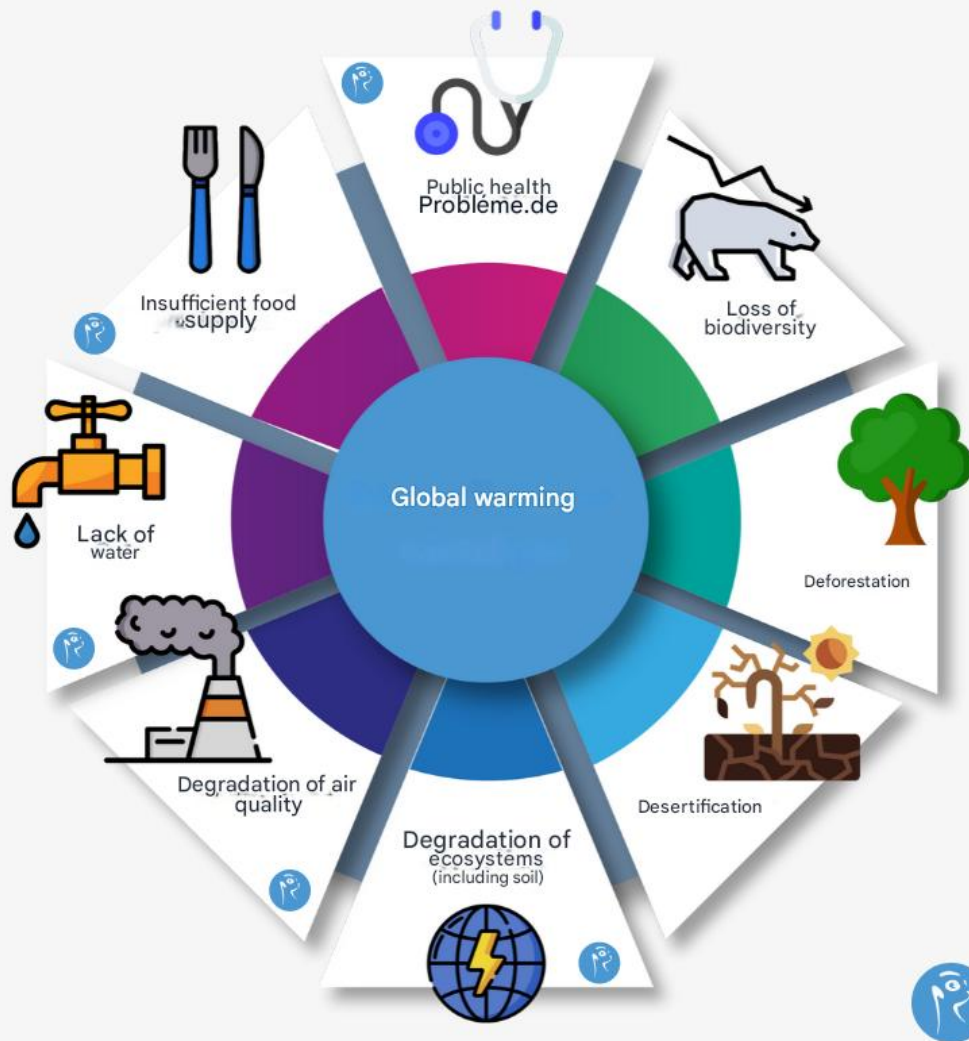 Public health
Probléme.de
Loss of
biodiversity
Deforestation
Desertification
Degradation of
ecosystems
(including soil)
Degradation of air
quality
Lack of
water
Insufficient food
supply
Global warming